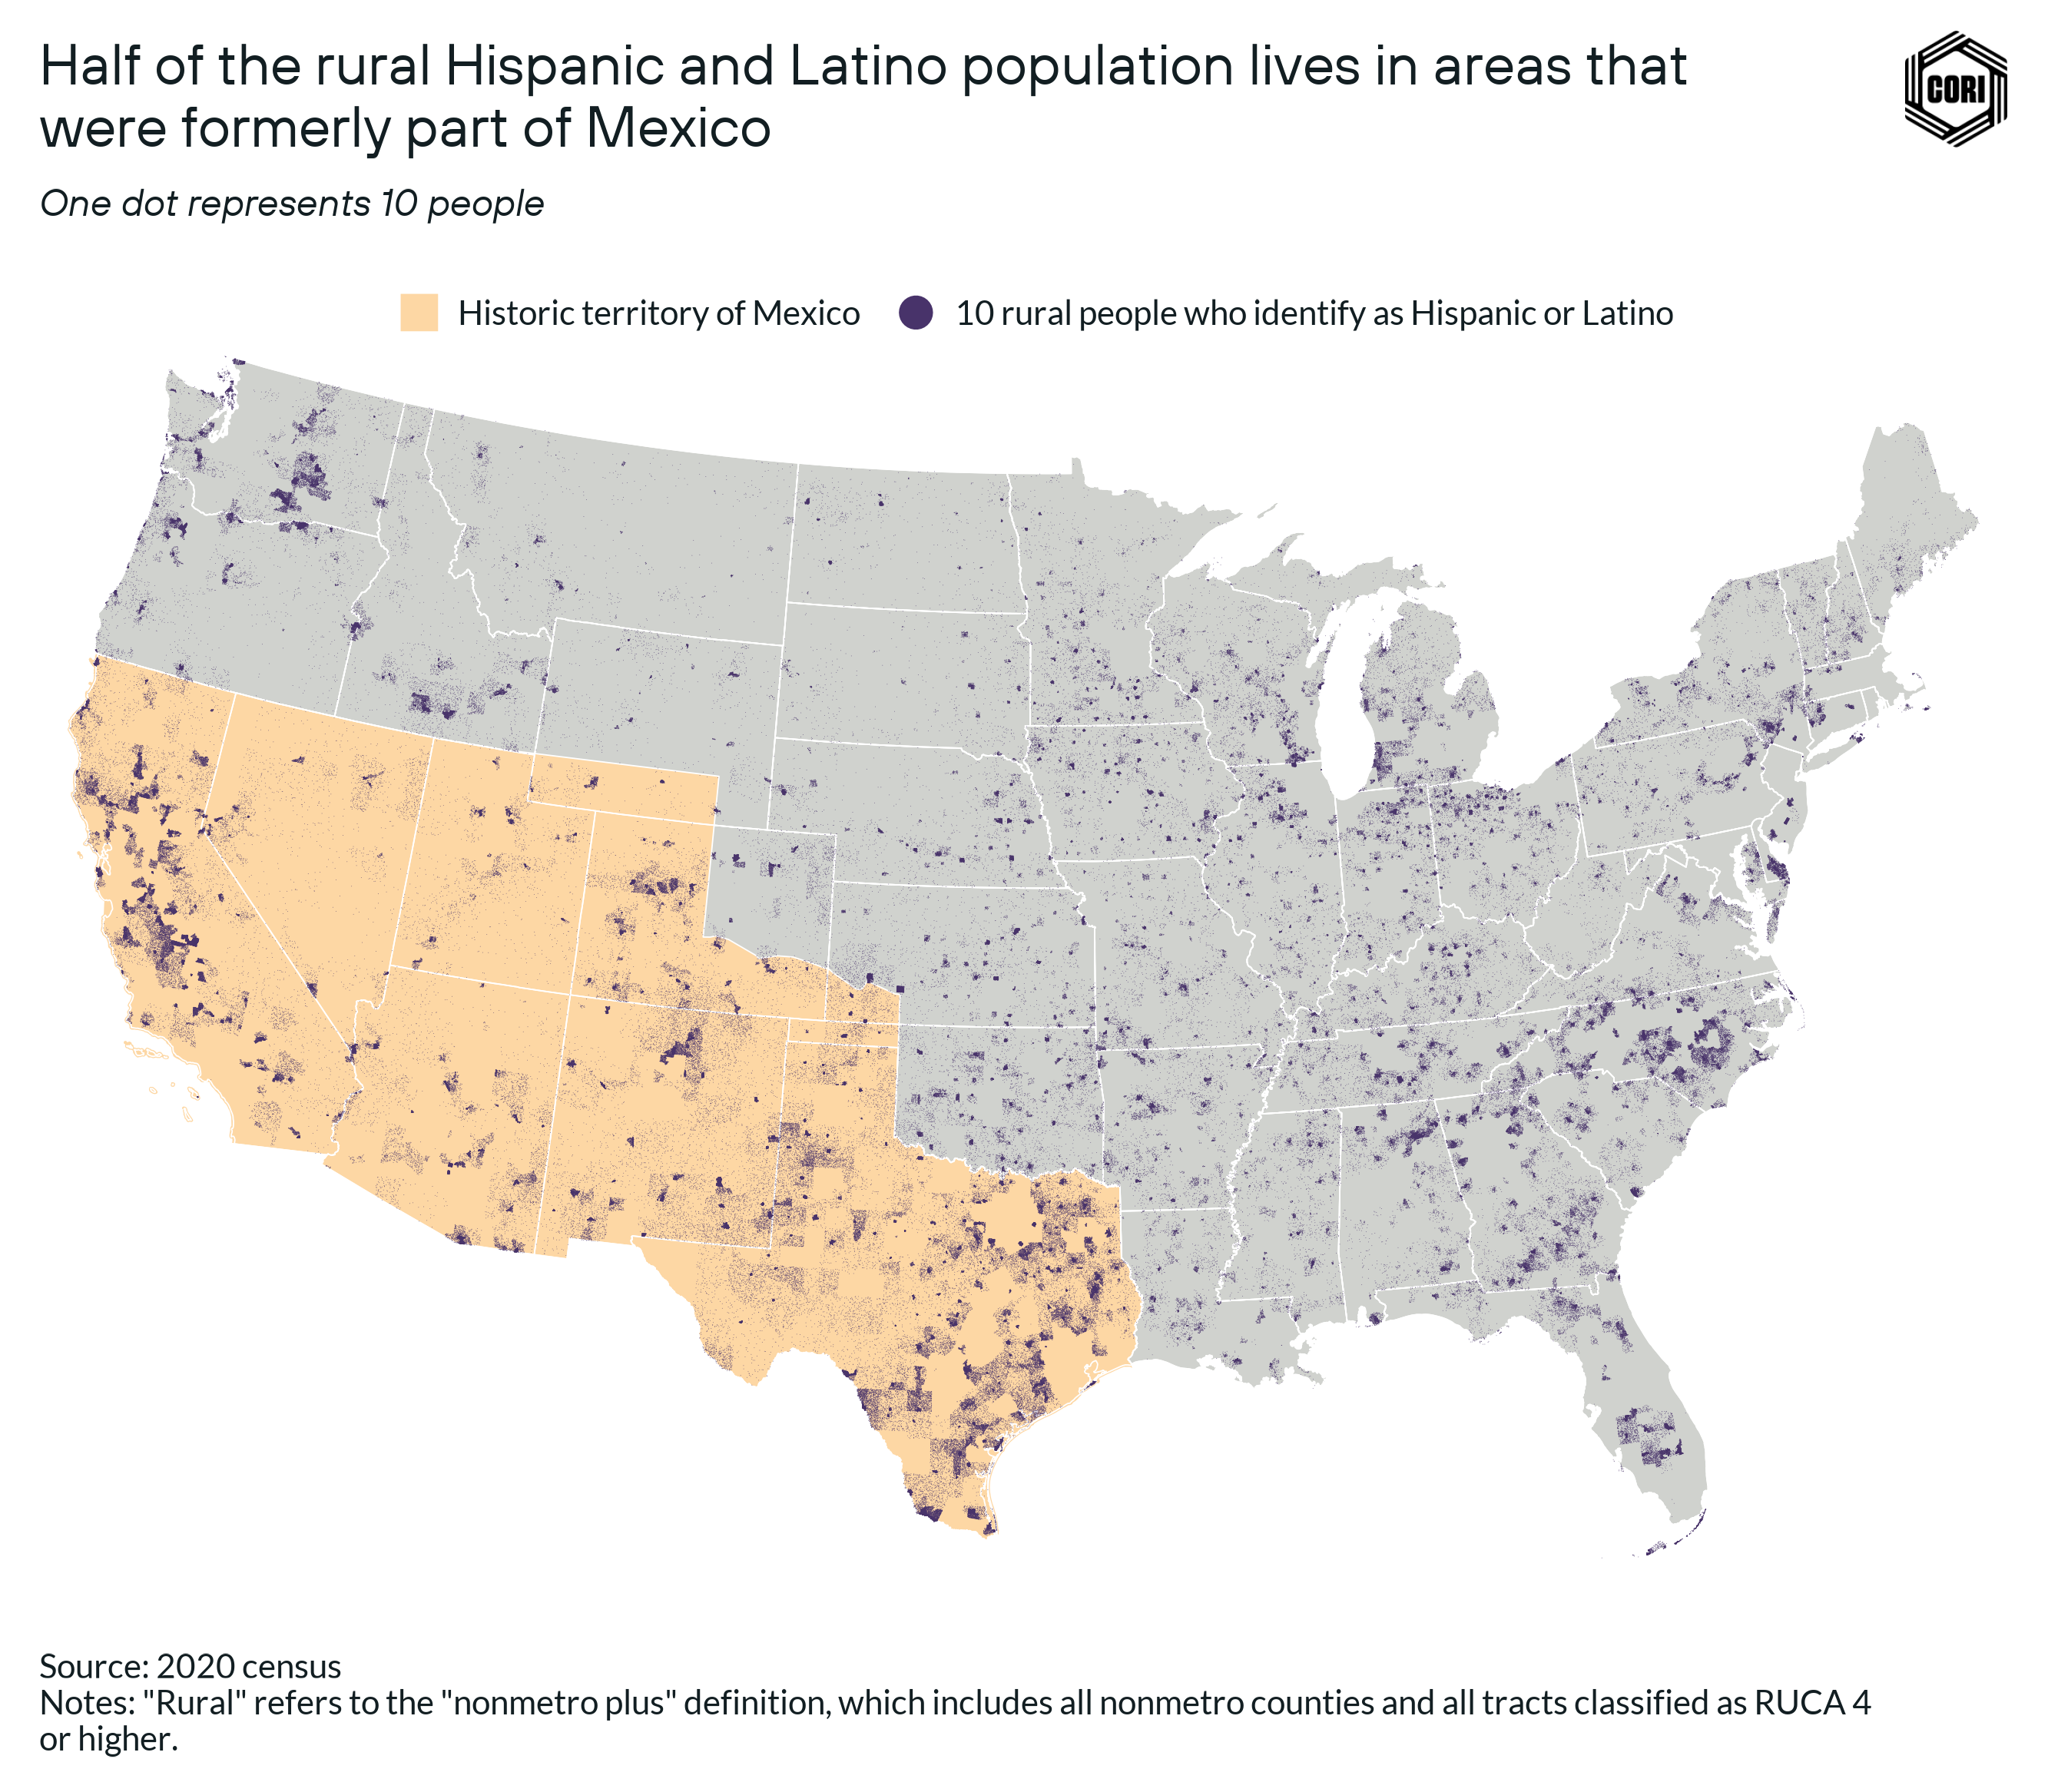 Half of the rural Hispanic and Latino population lives in areas that
were formerly part of Mexico
CORI
One dot represents 10 people
Historic territory of Mexico
10 rural people who identify as Hispanic or Latino
Source: 2020 census
Notes: "Rural" refers to the "nonmetro plus" definition, which includes all nonmetro counties and all tracts classified as RUCA 4
or higher.